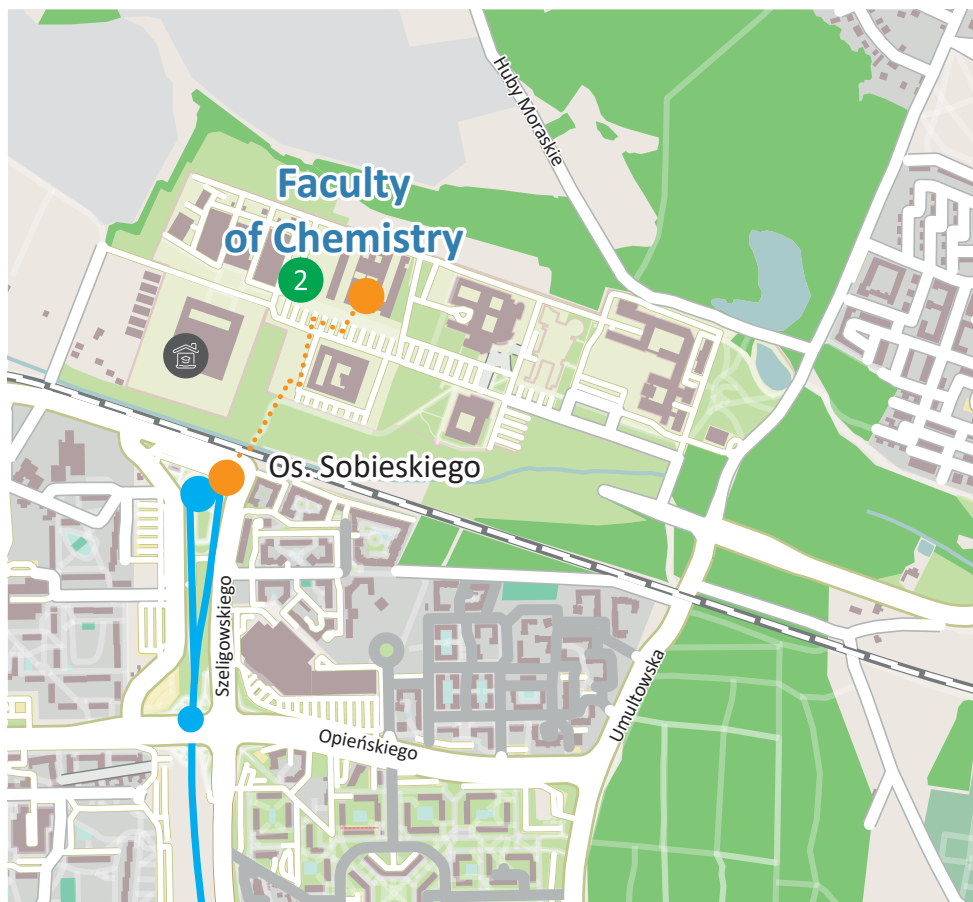 Huby Moraskie
Faculty
of Chemistry
2
Os. Sobieskiego
Szeligowskiego
Umultowska
Opieńskiego